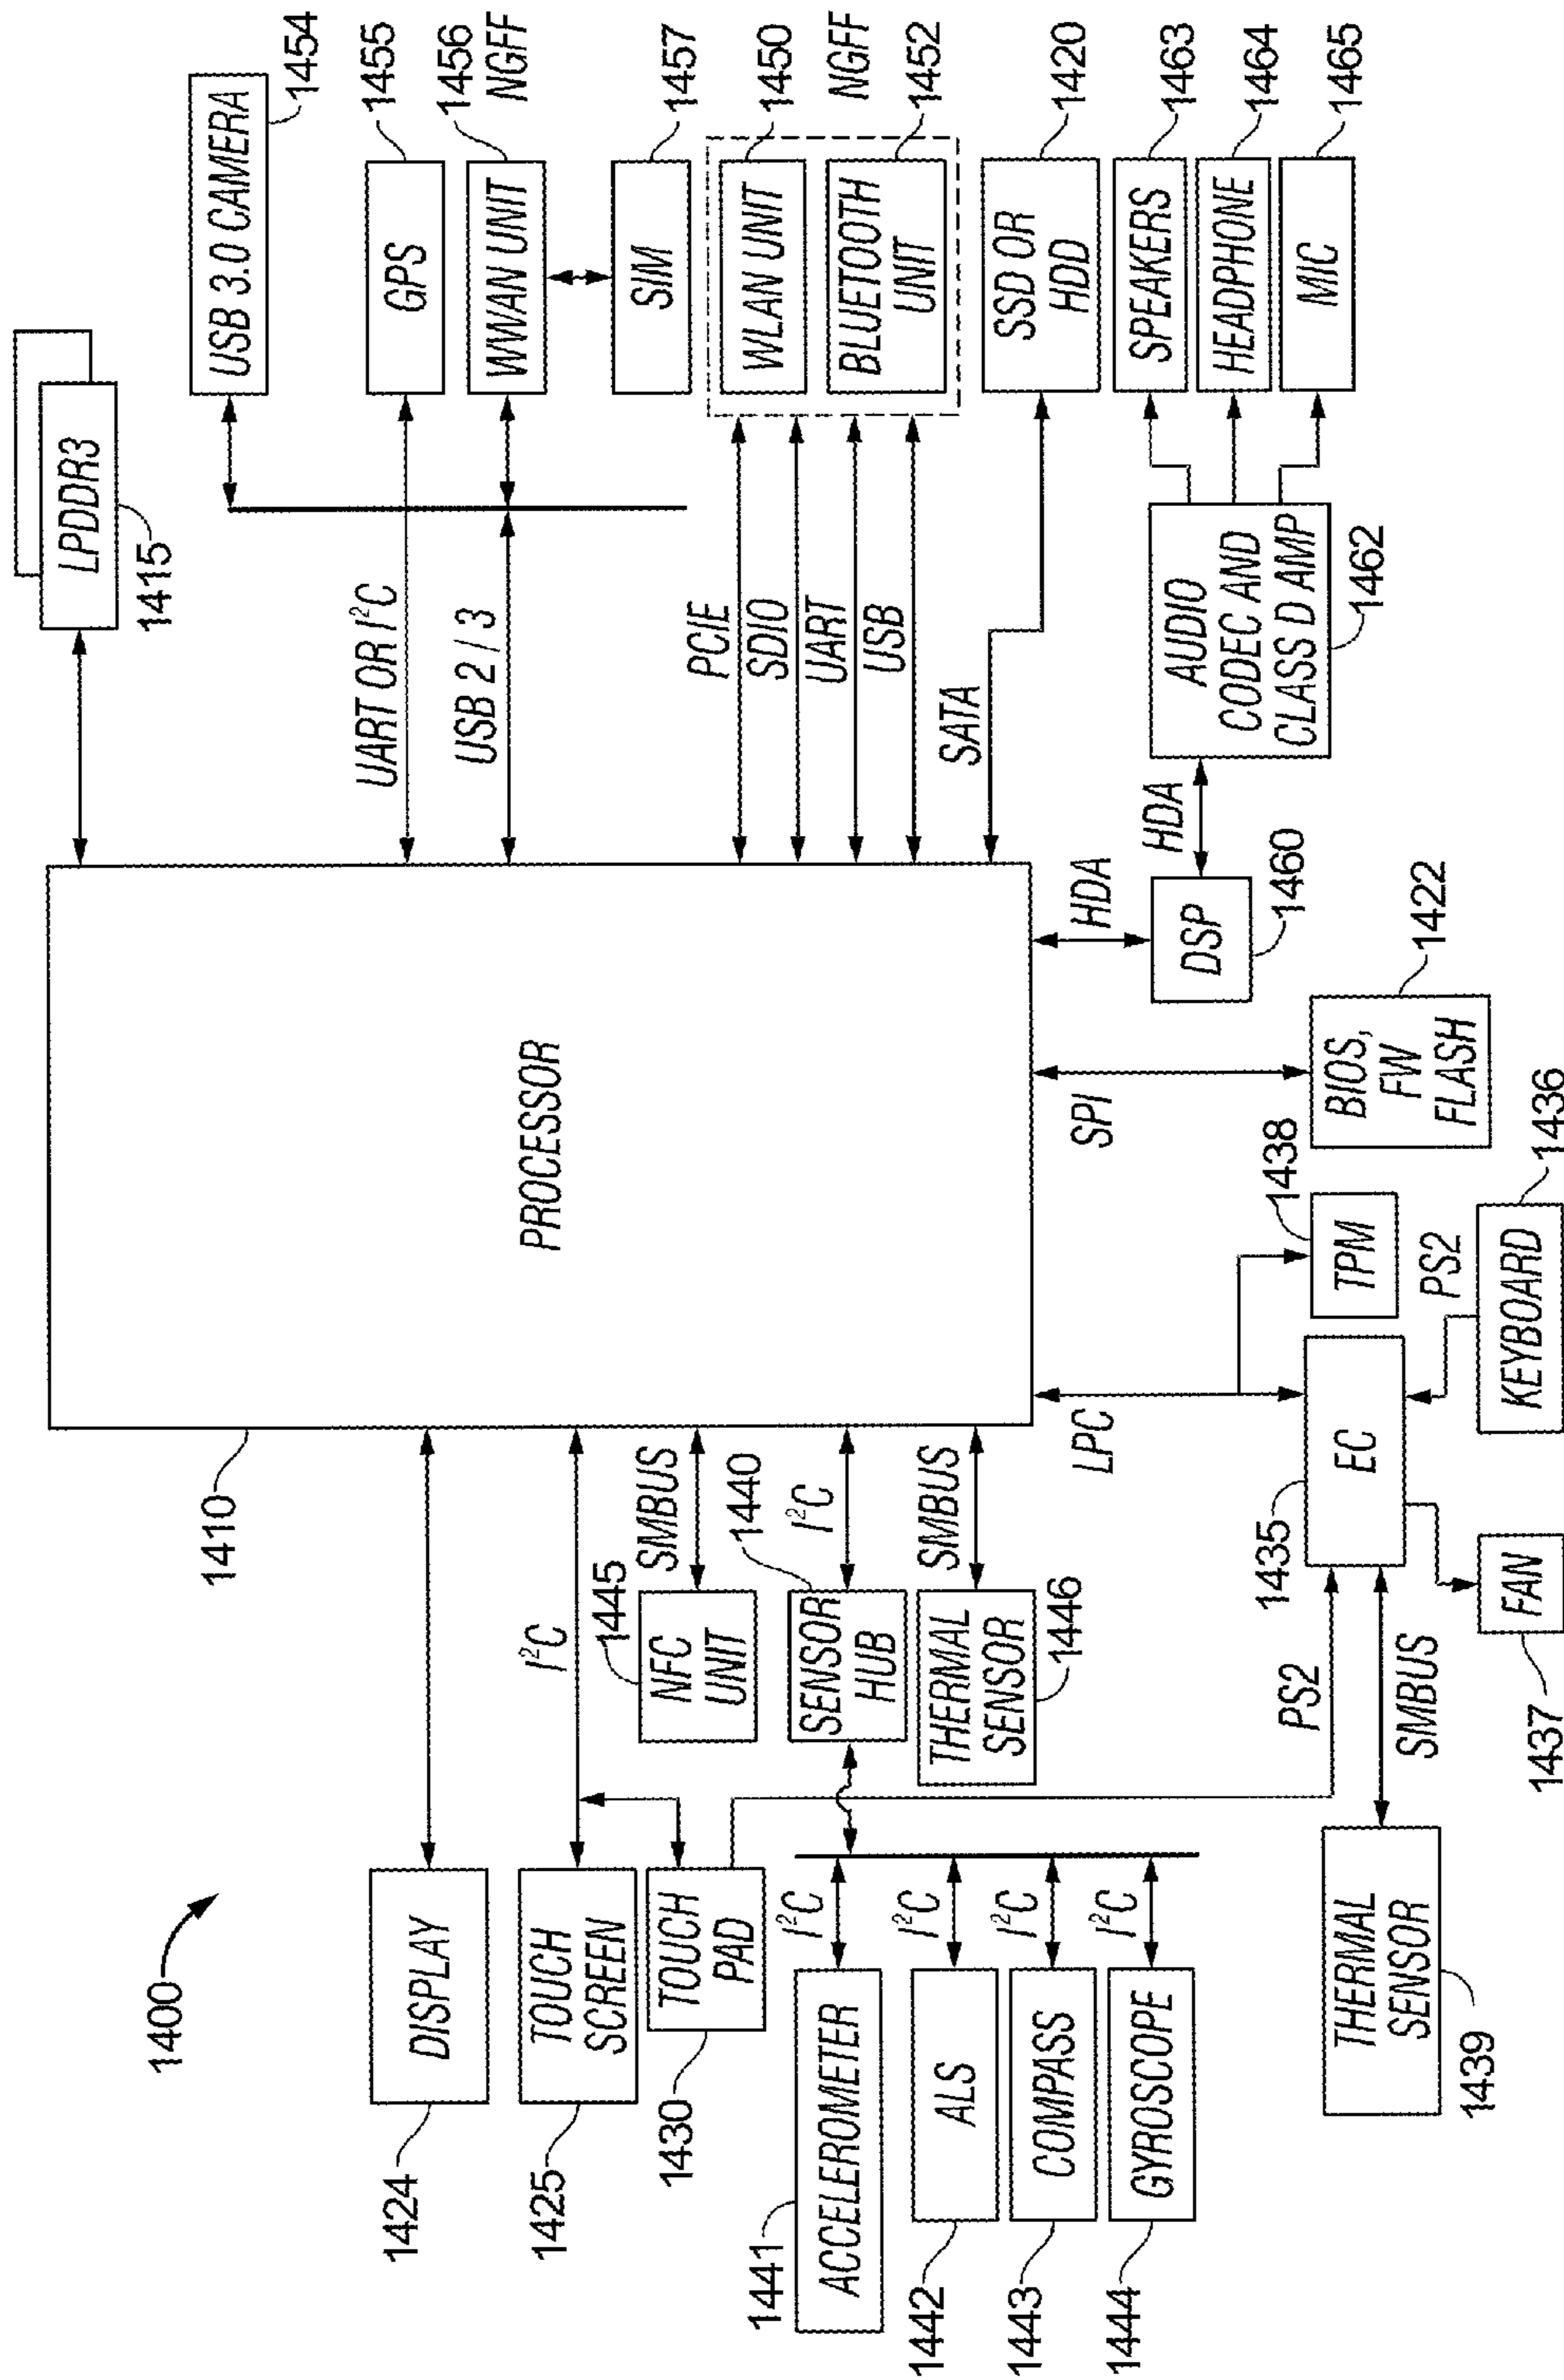 1400
LPDDR3
1415
USB 3.0 CAMERA
1454
UART OR I²C
GPS
1455
USB 2 / 3
WWAN UNIT
1456
NGFF
SIM
1457
PCIE
SDIO
UART
USB
WLAN UNIT
1450
NGFF
BLUETOOTH
UNIT
1452
SATA
SSD OR
HDD
1420
SPEAKERS
1463
HEADPHONE
1464
MIC
1465
AUDIO
CODEC AND
CLASS D AMP
1462
HDA
HDA
DSP
1460
PROCESSOR
1410
DISPLAY
1424
I²C
TOUCH
SCREEN
1425
TOUCH
PAD
1430
SMBUS
1445
NFC
UNIT
1440
I²C
SENSOR
HUB
SMBUS
THERMAL
SENSOR
1446
1441
ACCELEROMETER
I²C
ALS
1442
I²C
COMPASS
1443
I²C
GYROSCOPE
1444
I²C
LPC
SPI
BIOS,
FW
FLASH
1422
TPM
1438
EC
1435
PS2
KEYBOARD
1436
FAN
1437
PS2
SMBUS
THERMAL
SENSOR
1439